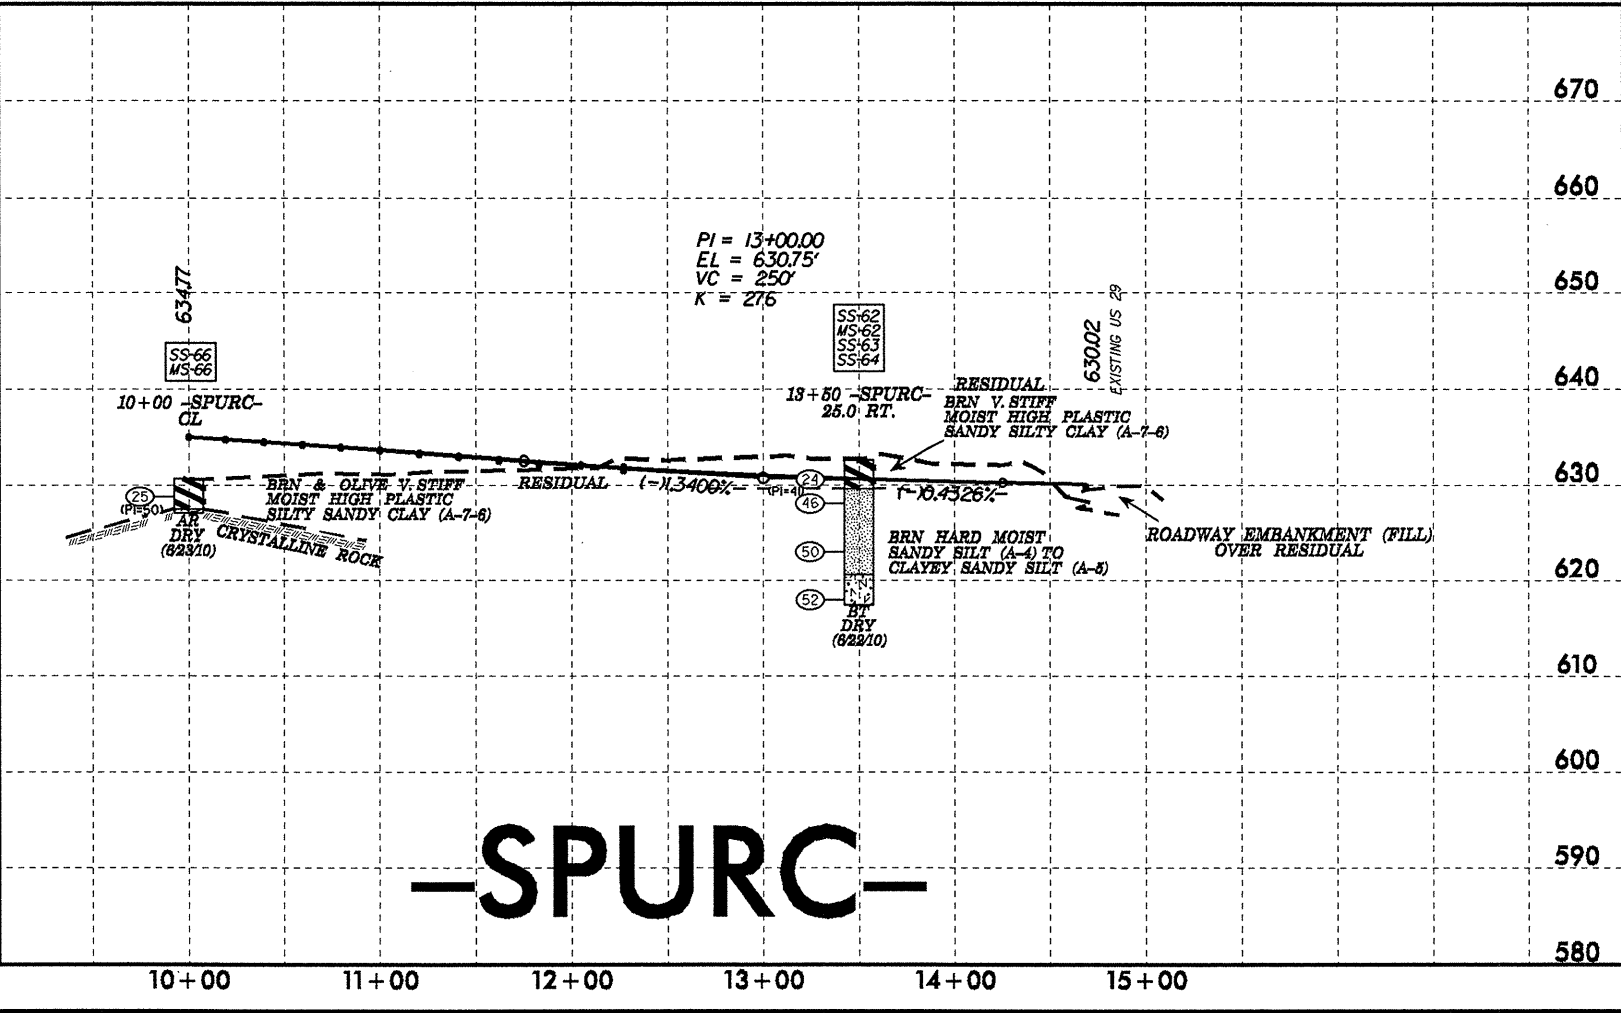 670
660
650
640
630
620
610
600
590
580
PI = 13+00.00
EL = 630.75'
VC = 250'
K = 276
634.77
SS-66
MS-66
10+00 -SPURC-
CL
SS-62
MS-62
SS-63
SS-64
13+50 -SPURC-
25.0 RT.
630.02
EXISTING US 29
RESIDUAL
BRN V. STIFF
MOIST HIGH PLASTIC
SANDY SILTY CLAY (A-7-6)
25
(PI=50)
BRN & OLIVE V. STIFF
MOIST HIGH PLASTIC
SILTY SANDY CLAY (A-7-6)
RESIDUAL
(-)1.3400%
(PI=41)
24
46
50
52
(-)0.4326%
AR
DRY
(6/23/10)
CRYSTALLINE ROCK
BRN HARD MOIST
SANDY SILT (A-4) TO
CLAYEY SANDY SILT (A-5)
BT
DRY
(6/22/10)
ROADWAY EMBANKMENT (FILL)
OVER RESIDUAL
-SPURC-
10+00 11+00 12+00 13+00 14+00 15+00